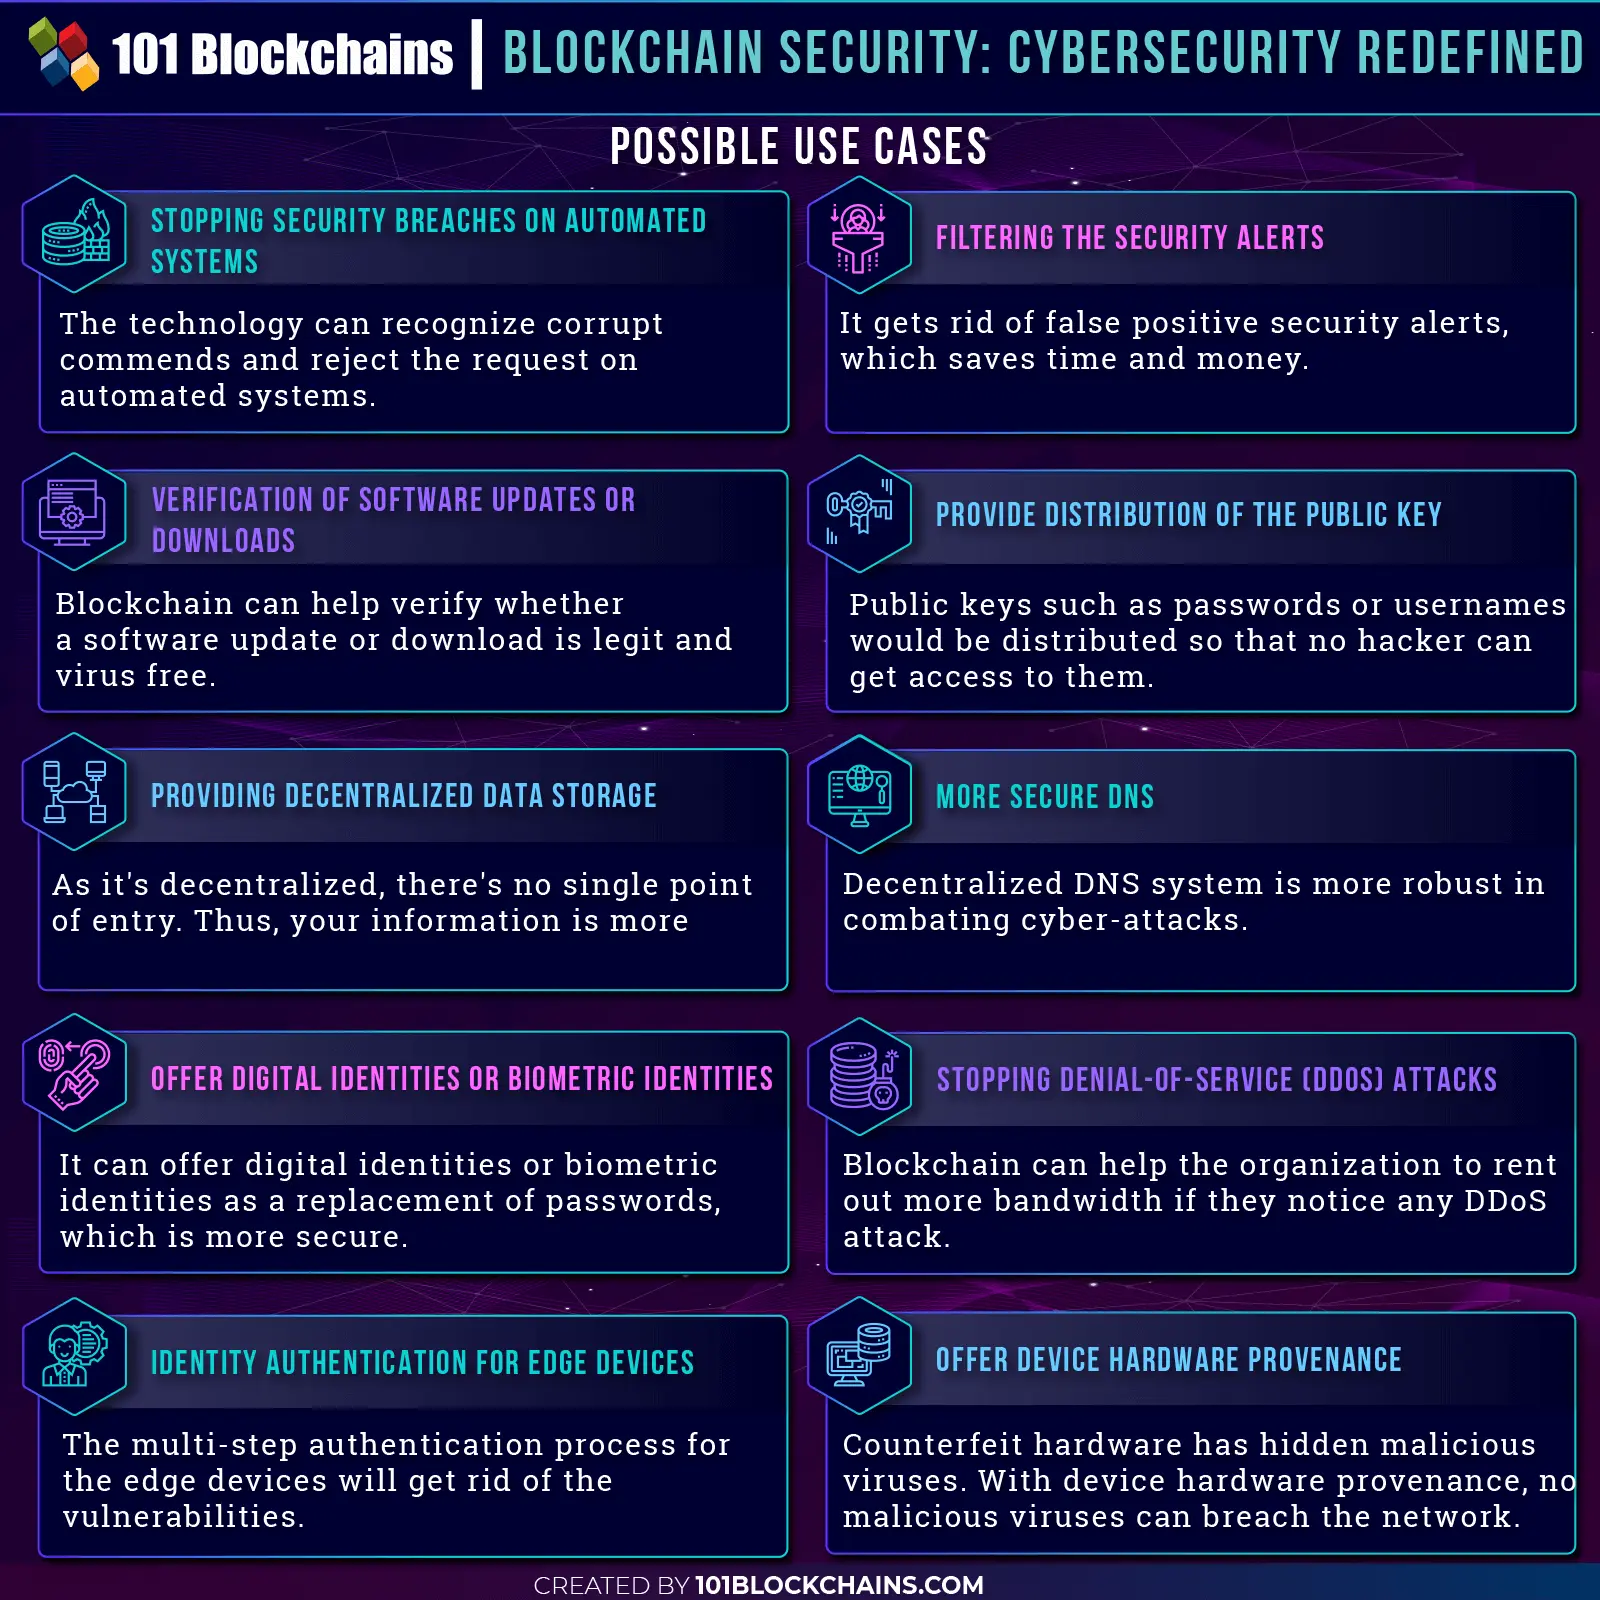 101 Blockchains | BLOCKCHAIN SECURITY: CYBERSECURITY REDEFINED
POSSIBLE USE CASES
STOPPING SECURITY BREACHES ON AUTOMATED
SYSTEMS
The technology can recognize corrupt
commends and reject the request on
automated systems.
FILTERING THE SECURITY ALERTS
It gets rid of false positive security alerts,
which saves time and money.
VERIFICATION OF SOFTWARE UPDATES OR
DOWNLOADS
Blockchain can help verify whether
a software update or download is legit and
virus free.
PROVIDE DISTRIBUTION OF THE PUBLIC KEY
Public keys such as passwords or usernames
would be distributed so that no hacker can
get access to them.
PROVIDING DECENTRALIZED DATA STORAGE
As it's decentralized, there's no single point
of entry. Thus, your information is more
MORE SECURE DNS
Decentralized DNS system is more robust in
combating cyber-attacks.
OFFER DIGITAL IDENTITIES OR BIOMETRIC IDENTITIES
It can offer digital identities or biometric
identities as a replacement of passwords,
which is more secure.
STOPPING DENIAL-OF-SERVICE (DDOS) ATTACKS
Blockchain can help the organization to rent
out more bandwidth if they notice any DDoS
attack.
IDENTITY AUTHENTICATION FOR EDGE DEVICES
The multi-step authentication process for
the edge devices will get rid of the
vulnerabilities.
OFFER DEVICE HARDWARE PROVENANCE
Counterfeit hardware has hidden malicious
viruses. With device hardware provenance, no
malicious viruses can breach the network.
CREATED BY 101BLOCKCHAINS.COM